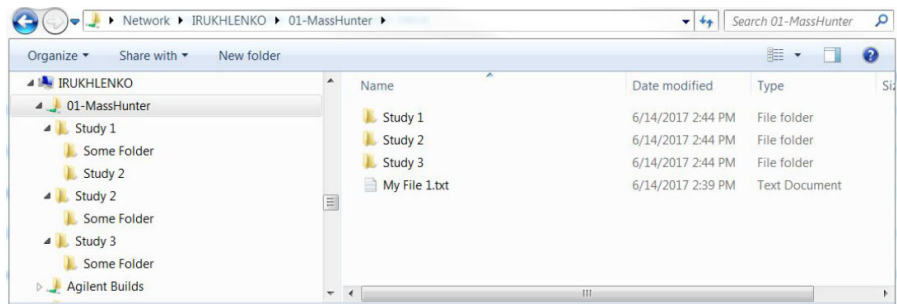 Network IRUKHLENKO 01-MassHunter
Search 01-MassHunter
Organize Share with New folder
IRUKHLENKO
01-MassHunter
Study 1
Some Folder
Study 2
Study 2
Some Folder
Study 3
Some Folder
Agilent Builds
Name Date modified Type Siz
Study 1 6/14/2017 2:44 PM File folder
Study 2 6/14/2017 2:44 PM File folder
Study 3 6/14/2017 2:44 PM File folder
My File 1.txt 6/14/2017 2:39 PM Text Document